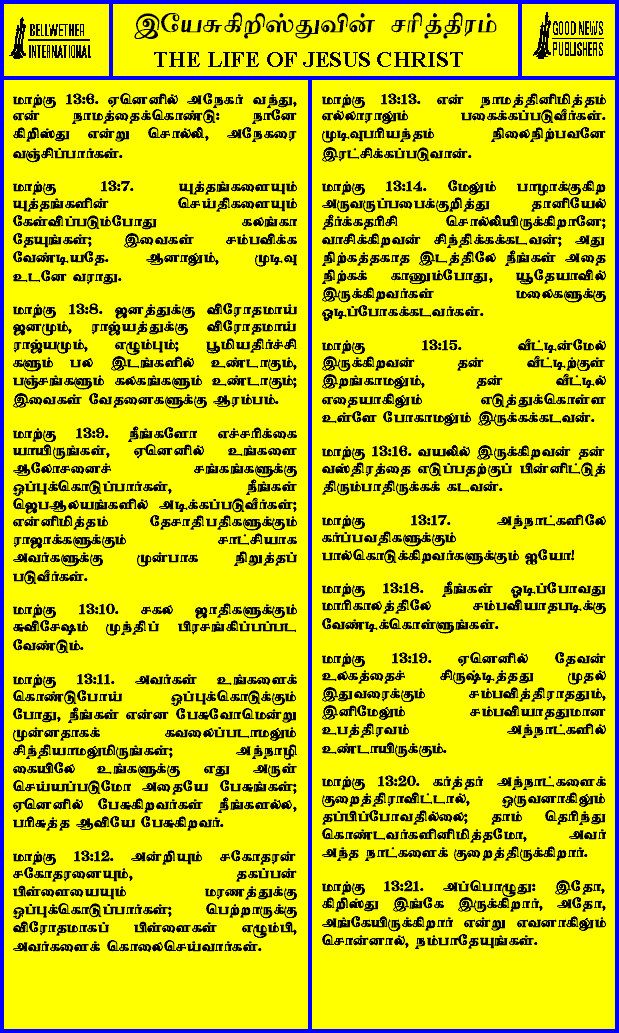 BELLWETHER
INTERNATIONAL
இயேசுகிறிஸ்துவின் சரித்திரம்
THE LIFE OF JESUS CHRIST
GOOD NEWS
PUBLISHERS
மாற்கு 13:6. ஏனெனில் அநேகர் வந்து,
என் நாமத்தைக்கொண்டு: நானே
கிறிஸ்து என்று சொல்லி, அநேகரை
வஞ்சிப்பார்கள்.
மாற்கு 13:7. யுத்தங்களையும்
யுத்தங்களின் செய்திகளையும்
கேள்விப்படும்போது கலங்கா
தேயுங்கள்; இவைகள் சம்பவிக்க
வேண்டியதே. ஆனாலும், முடிவு
உடனே வராது.
மாற்கு 13:8. ஜனத்துக்கு விரோதமாய்
ஜனமும், ராஜ்யத்துக்கு விரோதமாய்
ராஜ்யமும், எழும்பும்; பூமியதிர்ச்சி
களும் பல இடங்களில் உண்டாகும்,
பஞ்சங்களும் கலகங்களும் உண்டாகும்;
இவைகள் வேதனைகளுக்கு ஆரம்பம்.
மாற்கு 13:9. நீங்களோ எச்சரிக்கை
யாயிருங்கள், ஏனெனில் உங்களை
ஆலோசனைச் சங்கங்களுக்கு
ஒப்புக்கொடுப்பார்கள், நீங்கள்
ஜெபஆலயங்களில் அடிக்கப்படுவீர்கள்;
என்னிமித்தம் தேசாதிபதிகளுக்கும்
ராஜாக்களுக்கும் சாட்சியாக
அவர்களுக்கு முன்பாக நிறுத்தப்
படுவீர்கள்.
மாற்கு 13:10. சகல ஜாதிகளுக்கும்
சுவிசேஷம் முந்திப் பிரசங்கிப்பப்பட
வேண்டும்.
மாற்கு 13:11. அவர்கள் உங்களைக்
கொண்டுபோய் ஒப்புக்கொடுக்கும்
போது, நீங்கள் என்ன பேசுவோமென்று
முன்னதாகக் கவலைப்படாமலும்
சிந்தியாமலுமிருங்கள்; அந்நாழி
கையிலே உங்களுக்கு எது அருள்
செய்யப்படுமோ அதையே பேசுங்கள்;
ஏனெனில் பேசுகிறவர்கள் நீங்களல்ல,
பரிசுத்த ஆவியே பேசுகிறவர்.
மாற்கு 13:12. அன்றியும் சகோதரன்
சகோதரனையும், தகப்பன்
பிள்ளையையும் மரணத்துக்கு
ஒப்புக்கொடுப்பார்கள்; பெற்றாருக்கு
விரோதமாகப் பிள்ளைகள் எழும்பி,
அவர்களைக் கொலைசெய்வார்கள்.
மாற்கு 13:13. என் நாமத்தினிமித்தம்
எல்லாராலும் பகைக்கப்படுவீர்கள்.
முடிவுபரியந்தம் நிலைநிற்பவனே
இரட்சிக்கப்படுவான்.
மாற்கு 13:14. மேலும் பாழாக்குகிற
அருவருப்பபைக்குறித்து தானியேல்
தீர்க்கதரிசி சொல்லியிருக்கிறானே;
வாசிக்கிறவன் சிந்திக்கக்கடவன்; அது
நிற்கத்தகாத இடத்திலே நீங்கள் அதை
நிற்கக் காணும்போது, யூதேயாவில்
இருக்கிறவர்கள் மலைகளுக்கு
ஓடிப்போகக்கடவர்கள்.
மாற்கு 13:15. வீட்டின்மேல்
இருக்கிறவன் தன் வீட்டிற்குள்
இறங்காமலும், தன் வீட்டில்
எதையாகிலும் எடுத்துக்கொள்ள
உள்ளே போகாமலும் இருக்கக்கடவன்.
மாற்கு 13:16. வயலில் இருக்கிறவன் தன்
வஸ்திரத்தை எடுப்பதற்குப் பின்னிட்டுத்
திரும்பாதிருக்கக் கடவன்.
மாற்கு 13:17. அந்நாட்களிலே
கர்ப்பவதிகளுக்கும்
பால்கொடுக்கிறவர்களுக்கும் ஐயோ!
மாற்கு 13:18. நீங்கள் ஓடிப்போவது
மாரிகாலத்திலே சம்பவியாதபடிக்கு
வேண்டிக்கொள்ளுங்கள்.
மாற்கு 13:19. ஏனெனில் தேவன்
உலகத்தைச் சிருஷ்டித்தது முதல்
இதுவரைக்கும் சம்பவித்திராததும்,
இனிமேலும் சம்பவியாததுமான
உபத்திரவம் அந்நாட்களில்
உண்டாயிருக்கும்.
மாற்கு 13:20. கர்த்தர் அந்நாட்களைக்
குறைத்திராவிட்டால், ஒருவனாகிலும்
தப்பிப்போவதில்லை; தாம் தெரிந்து
கொண்டவர்களினிமித்தமோ, அவர்
அந்த நாட்களைக் குறைத்திருக்கிறார்.
மாற்கு 13:21. அப்பொழுது: இதோ,
கிறிஸ்து இங்கே இருக்கிறார், அதோ,
அங்கேயிருக்கிறார் என்று எவனாகிலும்
சொன்னால், நம்பாதேயுங்கள்.